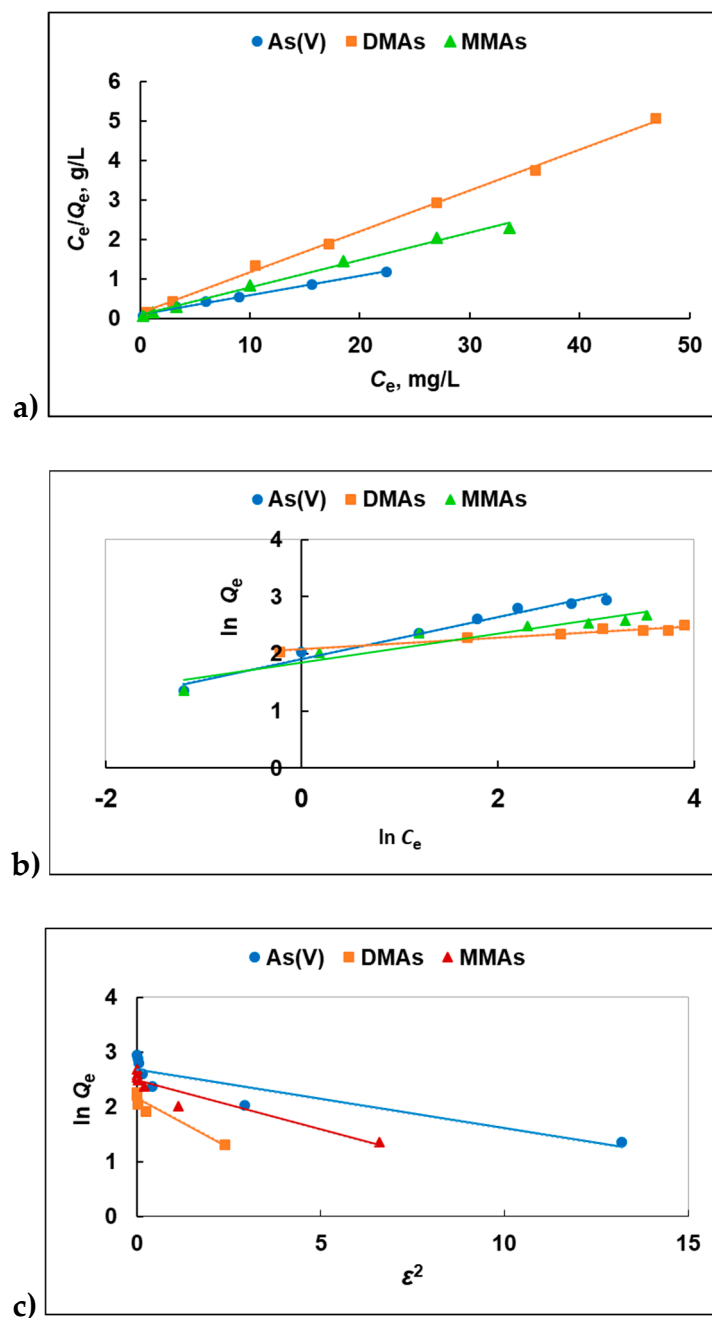 a)
As(V) DMAs MMAs
Cₑ/Qₑ, g/L
6
5
4
3
2
1
0
0 10 20 30 40 50
Cₑ, mg/L
b)
As(V) DMAs MMAs
ln Qₑ
4
3
2
1
0
-2 0 2 4
ln Cₑ
c)
As(V) DMAs MMAs
ln Qₑ
4
3
2
1
0
0 5 10 15
ε²